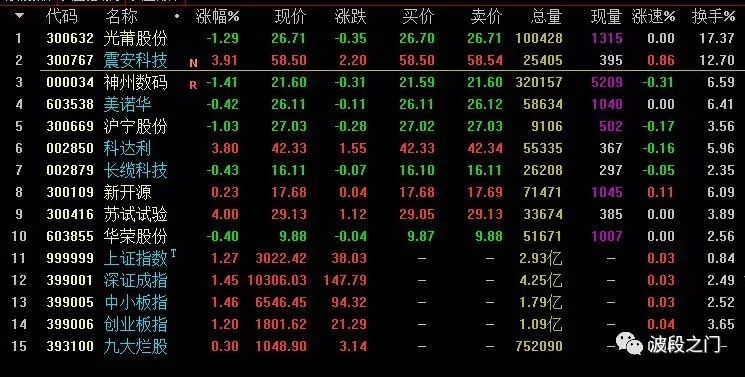 代码 名称 涨幅% 现价 涨跌 买价 卖价 总量 现量 涨速% 换手%
1 300632 光莆股份 -1.29 26.71 -0.35 26.70 26.71 100428 1315 0.00 17.37
2 300767 震安科技 N 3.91 58.50 2.20 58.50 58.54 25405 395 0.86 12.70
3 000034 神州数码 R -1.41 21.60 -0.31 21.59 21.60 320157 5209 -0.31 6.59
4 603538 美诺华 -0.42 26.11 -0.11 26.11 26.12 58634 1040 0.00 6.41
5 300669 沪宁股份 -1.03 27.03 -0.28 27.02 27.03 9106 502 -0.17 3.56
6 002850 科达利 3.80 42.33 1.55 42.33 42.34 55335 367 -0.16 5.96
7 002879 长缆科技 -0.43 16.11 -0.07 16.10 16.11 26208 297 -0.05 2.35
8 300109 新开源 0.23 17.68 0.04 17.68 17.69 71471 1045 0.11 6.09
9 300416 苏试试验 4.00 29.13 1.12 29.05 29.13 33674 385 0.00 3.89
10 603855 华荣股份 -0.40 9.88 -0.04 9.87 9.88 51671 1007 0.00 2.56
11 999999 上证指数 T 1.27 3022.42 38.03 — — 2.93亿 — 0.03 0.84
12 399001 深证成指 1.45 10306.03 147.79 — — 4.25亿 — 0.03 2.49
13 399005 中小板指 1.46 6546.45 94.32 — — 1.79亿 — 0.03 2.52
14 399006 创业板指 1.20 1801.62 21.29 — — 1.09亿 — 0.04 3.65
15 393100 九大烂股 0.30 1048.90 3.14 — — 752090 —
波段之门